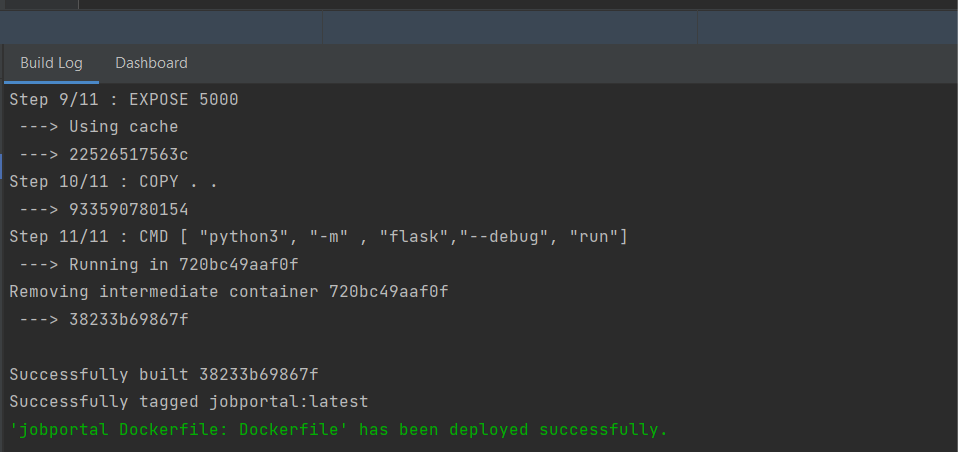 Build Log Dashboard
Step 9/11 : EXPOSE 5000
---> Using cache
---> 22526517563c
Step 10/11 : COPY . .
---> 933590780154
Step 11/11 : CMD [ "python3", "-m" , "flask","--debug", "run"]
---> Running in 720bc49aaf0f
Removing intermediate container 720bc49aaf0f
---> 38233b69867f
Successfully built 38233b69867f
Successfully tagged jobportal:latest
'jobportal Dockerfile: Dockerfile' has been deployed successfully.